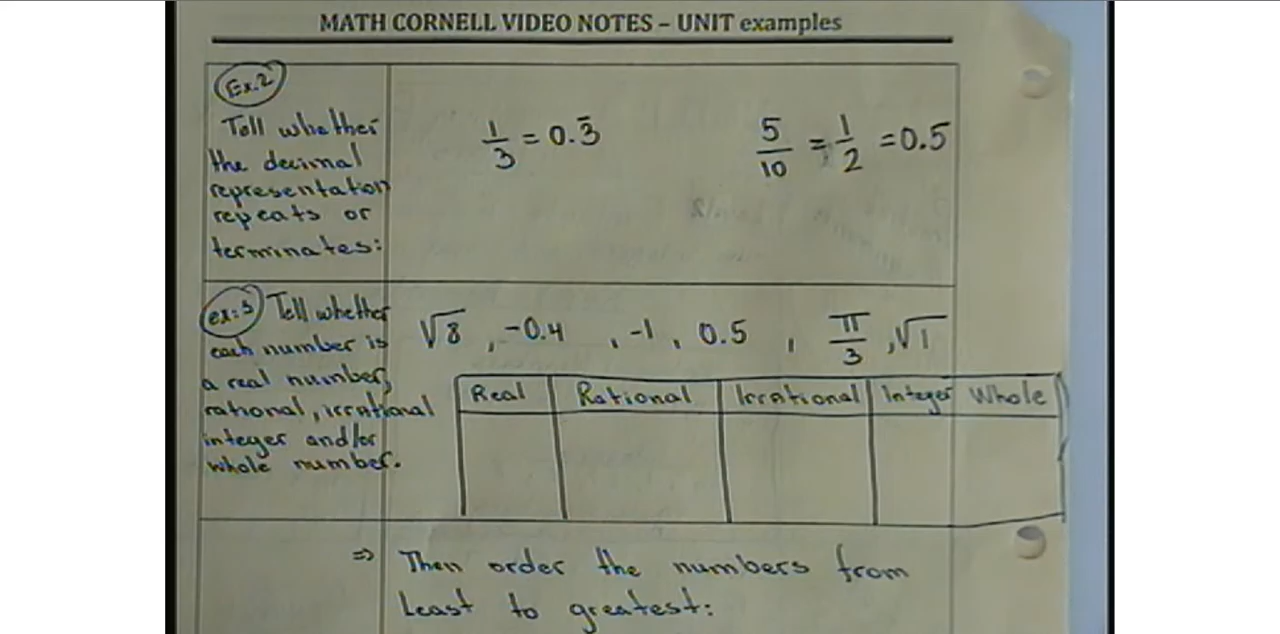 MATH CORNELL VIDEO NOTES – UNIT examples
Ex.2
Tell whether
the decimal
representation
repeats or
terminates:
1/3 = 0.3̄
5/10 = 1/2 = 0.5
ex:3 Tell whether
each number is
a real number,
rational, irrational
integer and/or
whole number.
√8 , -0.4 , -1 , 0.5 , π/3 , √1
Real Rational Irrational Integer Whole
⇒ Then order the numbers from
Least to greatest: